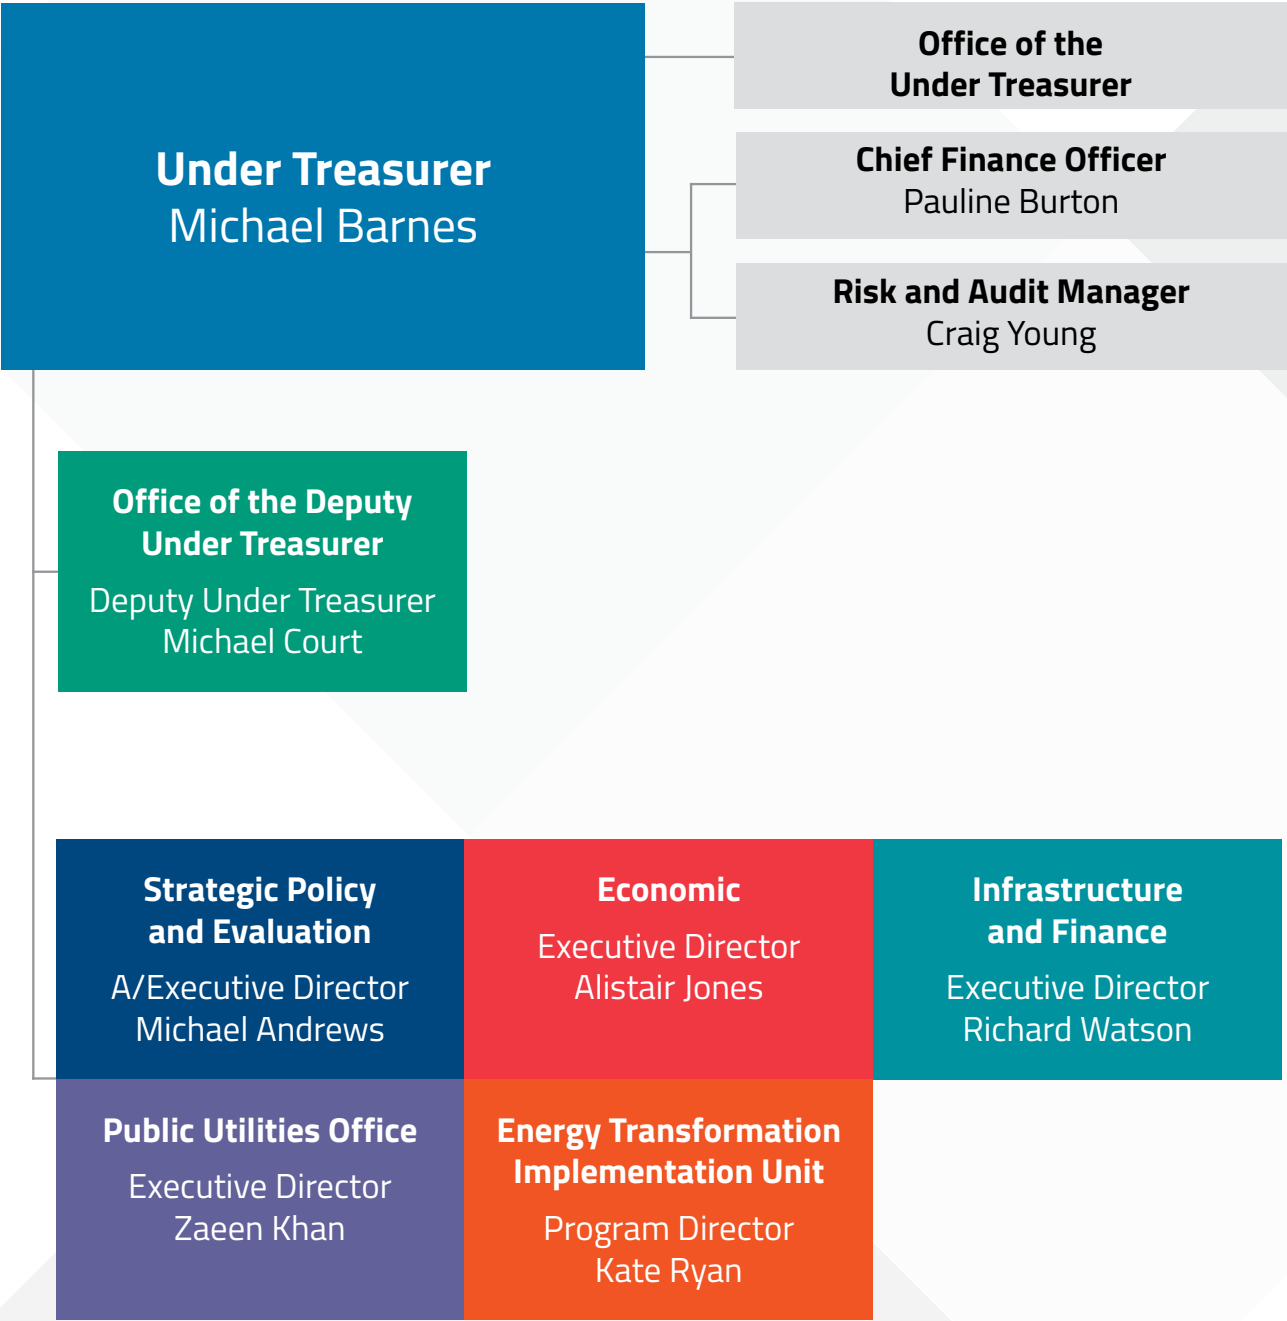 Under Treasurer
Michael Barnes
Office of the
Under Treasurer
Chief Finance Officer
Pauline Burton
Risk and Audit Manager
Craig Young
Office of the Deputy
Under Treasurer
Deputy Under Treasurer
Michael Court
Strategic Policy
and Evaluation
A/Executive Director
Michael Andrews
Economic
Executive Director
Alistair Jones
Infrastructure
and Finance
Executive Director
Richard Watson
Public Utilities Office
Executive Director
Zaeen Khan
Energy Transformation
Implementation Unit
Program Director
Kate Ryan